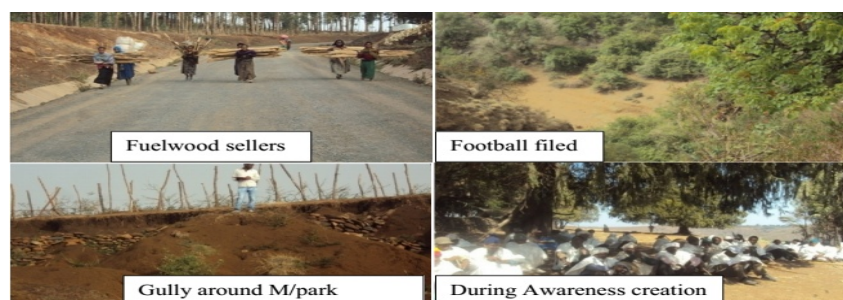 Fuelwood sellers
Football filed
Gully around M/park
During Awareness creation